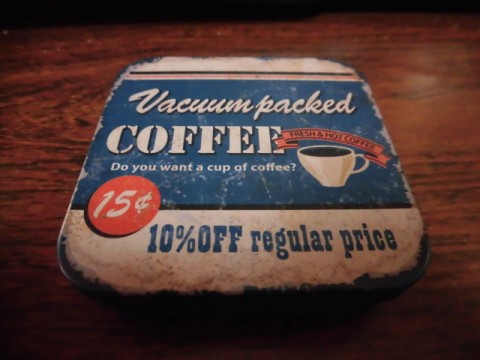 Vacuum packed
COFFEE
FRESH & HOT COFFEE
Do you want a cup of coffee?
15¢
10%OFF regular price